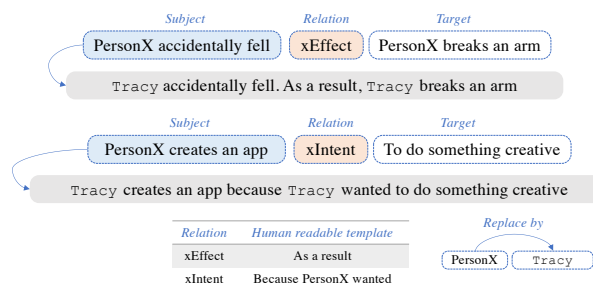 Subject Relation Target
PersonX accidentally fell xEffect PersonX breaks an arm
Tracy accidentally fell. As a result, Tracy breaks an arm
Subject Relation Target
PersonX creates an app xIntent To do something creative
Tracy creates an app because Tracy wanted to do something creative
Relation Human readable template
xEffect As a result
xIntent Because PersonX wanted
Replace by
PersonX Tracy